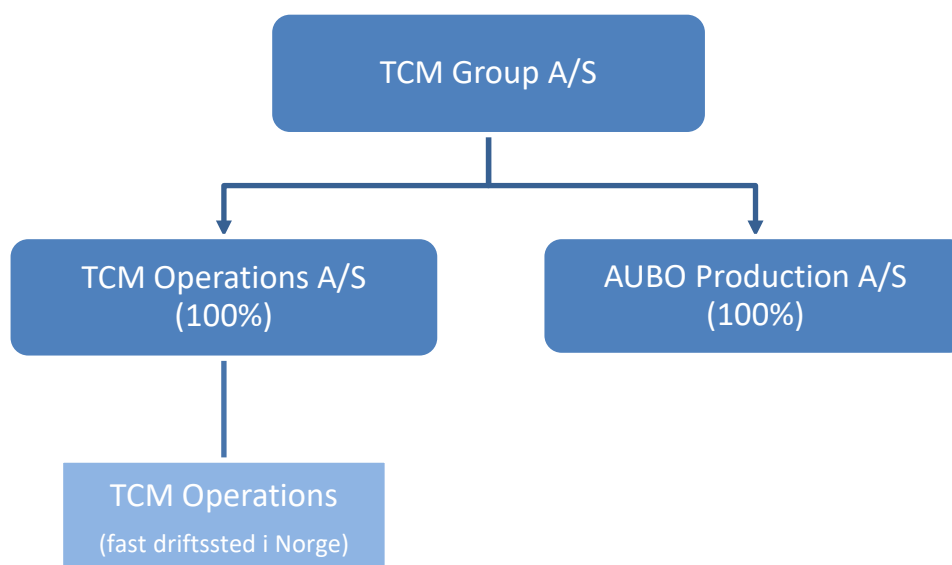 TCM Group A/S
TCM Operations A/S
(100%)
AUBO Production A/S
(100%)
TCM Operations
(fast driftssted i Norge)